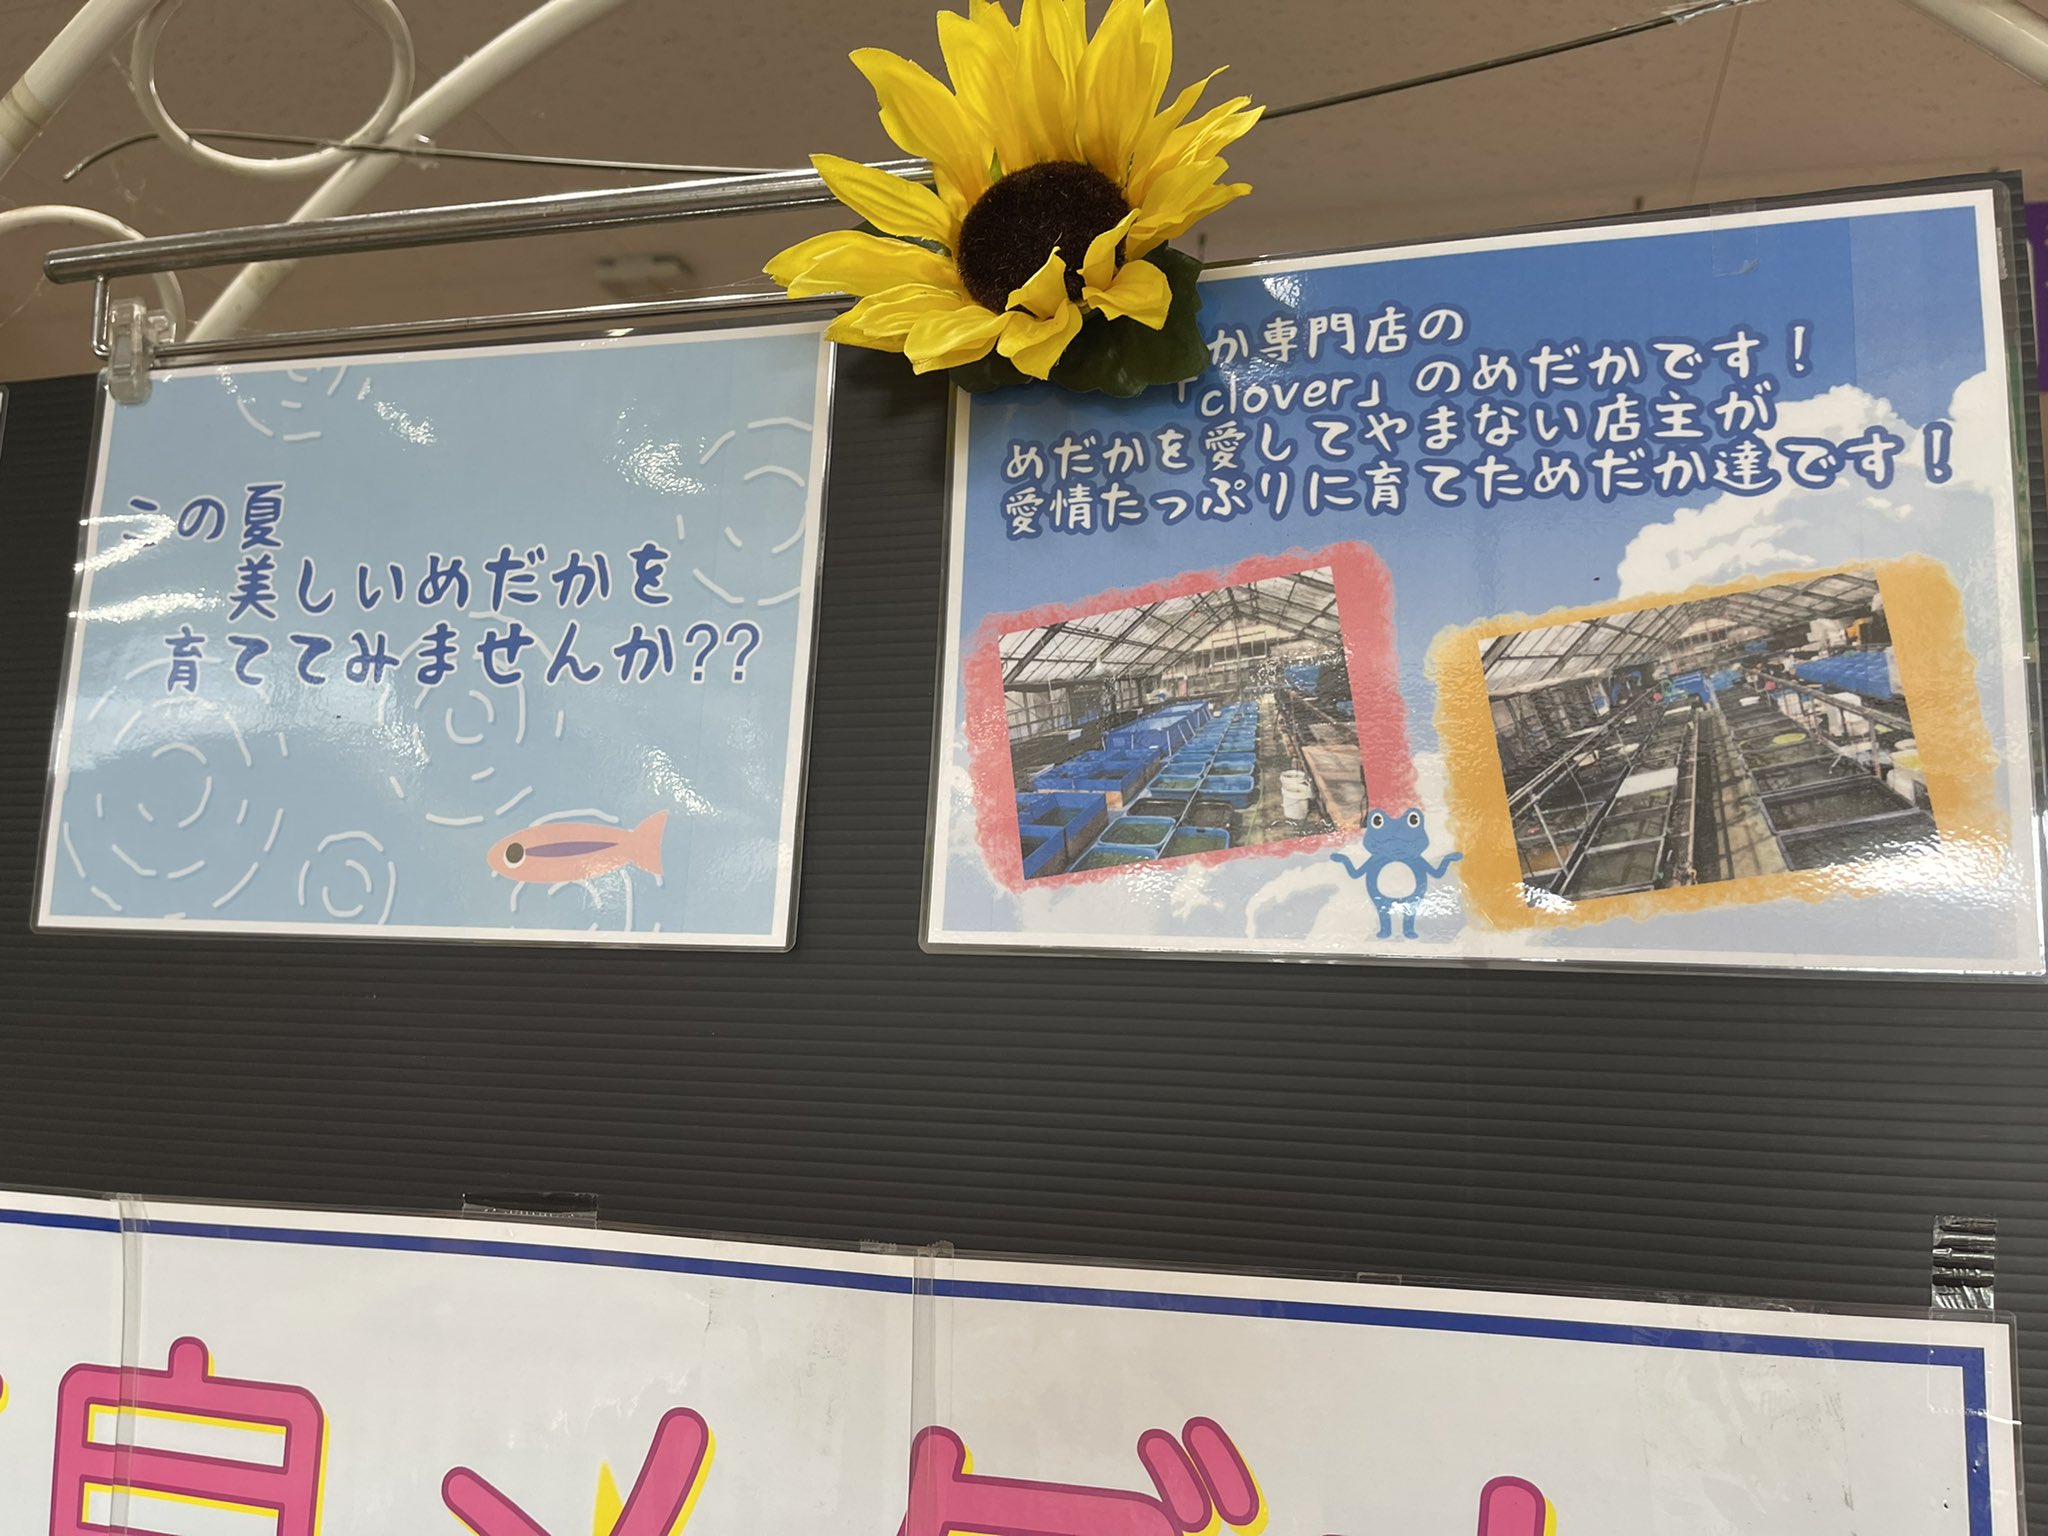 この夏
美しいめだかを
育ててみませんか??
か専門店の
「clover」のめだかです！
めだかを愛してやまない店主が
愛情たっぷりに育てためだか達です！